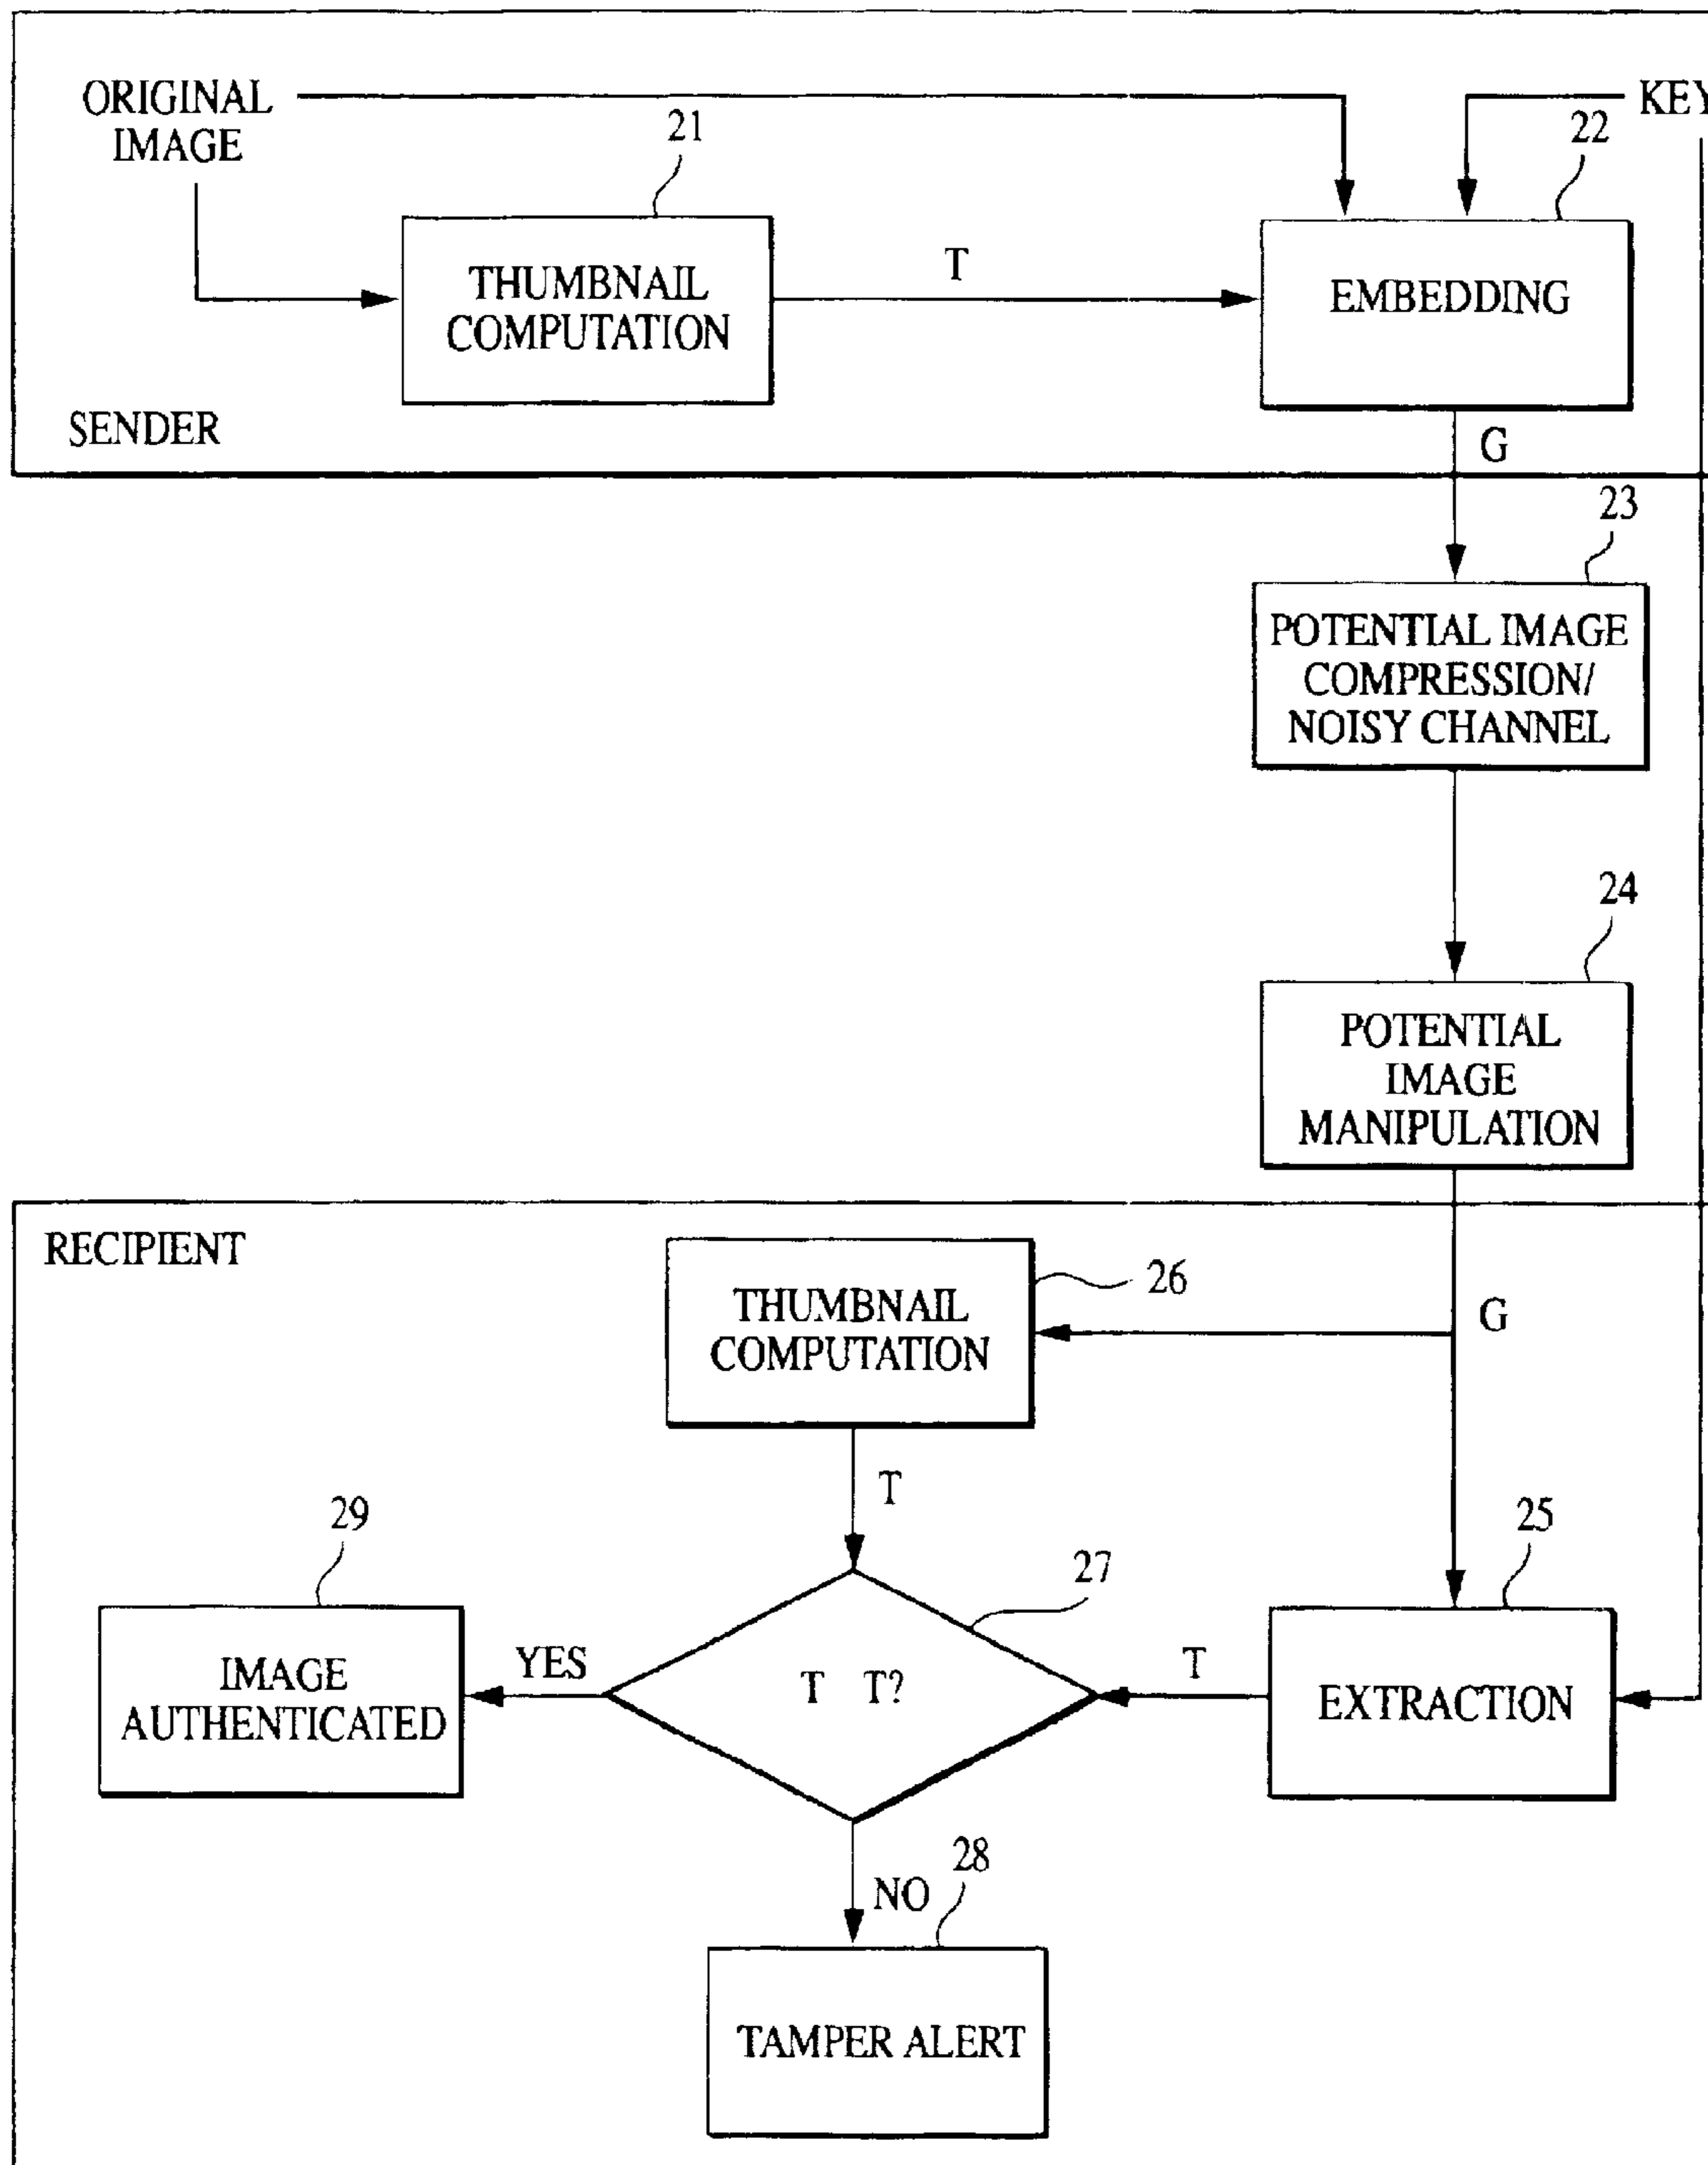 ORIGINAL
IMAGE
KEY
21
22
THUMBNAIL
COMPUTATION
T
EMBEDDING
SENDER
G
23
POTENTIAL IMAGE
COMPRESSION/
NOISY CHANNEL
24
POTENTIAL
IMAGE
MANIPULATION
RECIPIENT
26
THUMBNAIL
COMPUTATION
G
T
29
27
25
IMAGE
AUTHENTICATED
YES
T T?
T
EXTRACTION
NO
28
TAMPER ALERT